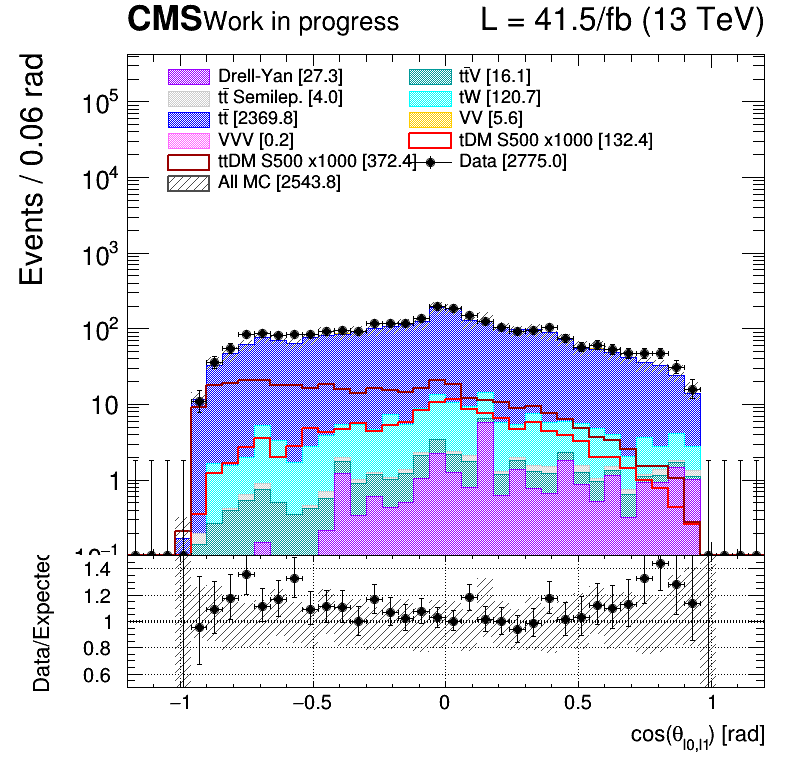 CMS Work in progress L = 41.5/fb (13 TeV)
Events / 0.06 rad
Drell-Yan [27.3] tt̄V [16.1]
tt̄ Semilep. [4.0] tW [120.7]
tt̄ [2369.8] VV [5.6]
VVV [0.2] tDM S500 x1000 [132.4]
ttDM S500 x1000 [372.4] Data [2775.0]
All MC [2543.8]
10⁵
10⁴
10³
10²
10
1
10⁻¹
Data/Expected
1.4
1.2
1
0.8
0.6
−1 −0.5 0 0.5 1
cos(θ_{l0,l1}) [rad]